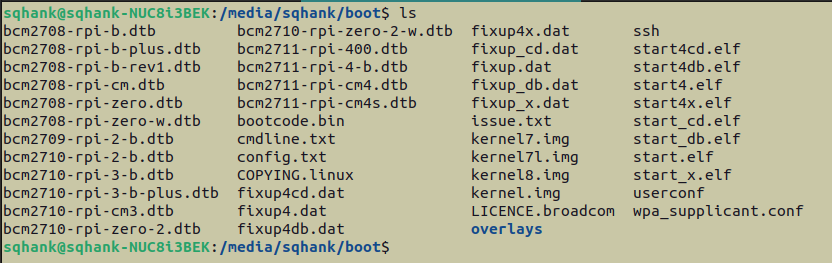 sqhank@sqhank-NUC8i3BEK:/media/sqhank/boot$ ls
bcm2708-rpi-b.dtb bcm2710-rpi-zero-2-w.dtb fixup4x.dat ssh
bcm2708-rpi-b-plus.dtb bcm2711-rpi-400.dtb fixup_cd.dat start4cd.elf
bcm2708-rpi-b-rev1.dtb bcm2711-rpi-4-b.dtb fixup.dat start4db.elf
bcm2708-rpi-cm.dtb bcm2711-rpi-cm4.dtb fixup_db.dat start4.elf
bcm2708-rpi-zero.dtb bcm2711-rpi-cm4s.dtb fixup_x.dat start4x.elf
bcm2708-rpi-zero-w.dtb bootcode.bin issue.txt start_cd.elf
bcm2709-rpi-2-b.dtb cmdline.txt kernel7.img start_db.elf
bcm2710-rpi-2-b.dtb config.txt kernel7l.img start.elf
bcm2710-rpi-3-b.dtb COPYING.linux kernel8.img start_x.elf
bcm2710-rpi-3-b-plus.dtb fixup4cd.dat kernel.img userconf
bcm2710-rpi-cm3.dtb fixup4.dat LICENCE.broadcom wpa_supplicant.conf
bcm2710-rpi-zero-2.dtb fixup4db.dat overlays
sqhank@sqhank-NUC8i3BEK:/media/sqhank/boot$